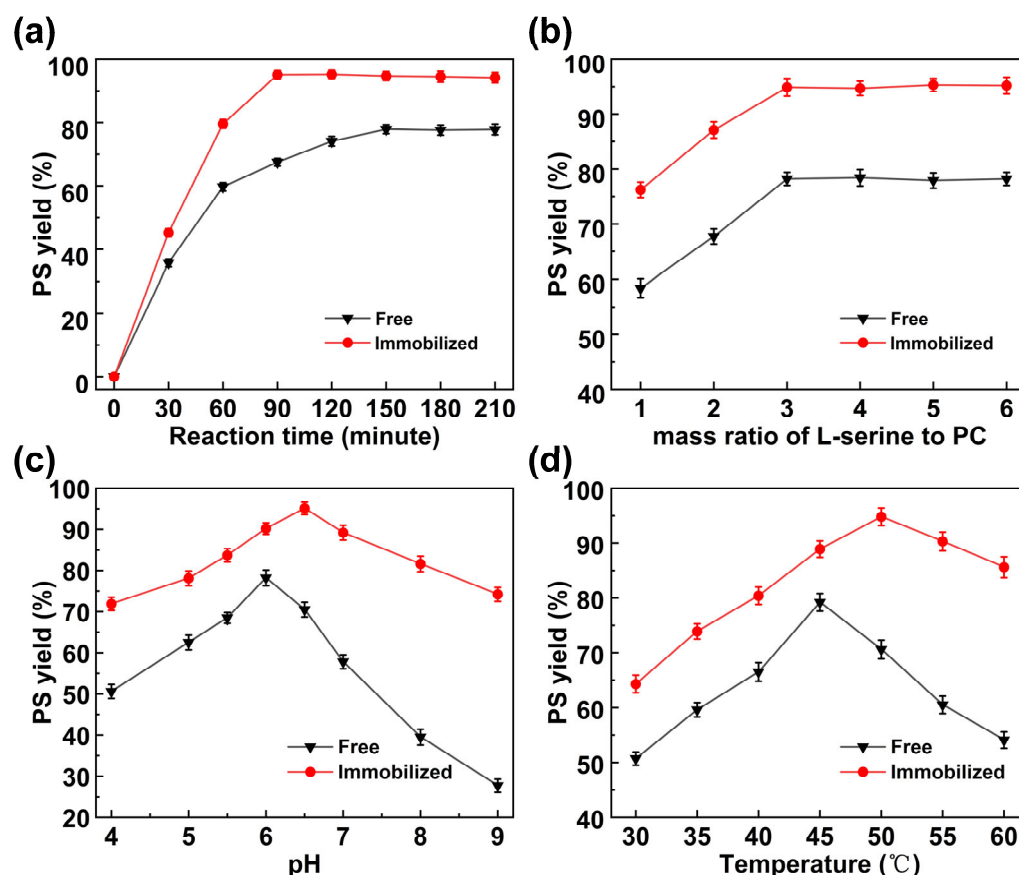 (a)
100
80
60
40
20
0
PS yield (%)
Free
Immobilized
0 30 60 90 120 150 180 210
Reaction time (minute)
(b)
100
90
80
70
60
50
40
PS yield (%)
Free
Immobilized
1 2 3 4 5 6
mass ratio of L-serine to PC
(c)
100
90
80
70
60
50
40
30
20
PS yield (%)
Free
Immobilized
4 5 6 7 8 9
pH
(d)
100
90
80
70
60
50
40
PS yield (%)
Free
Immobilized
30 35 40 45 50 55 60
Temperature (℃)